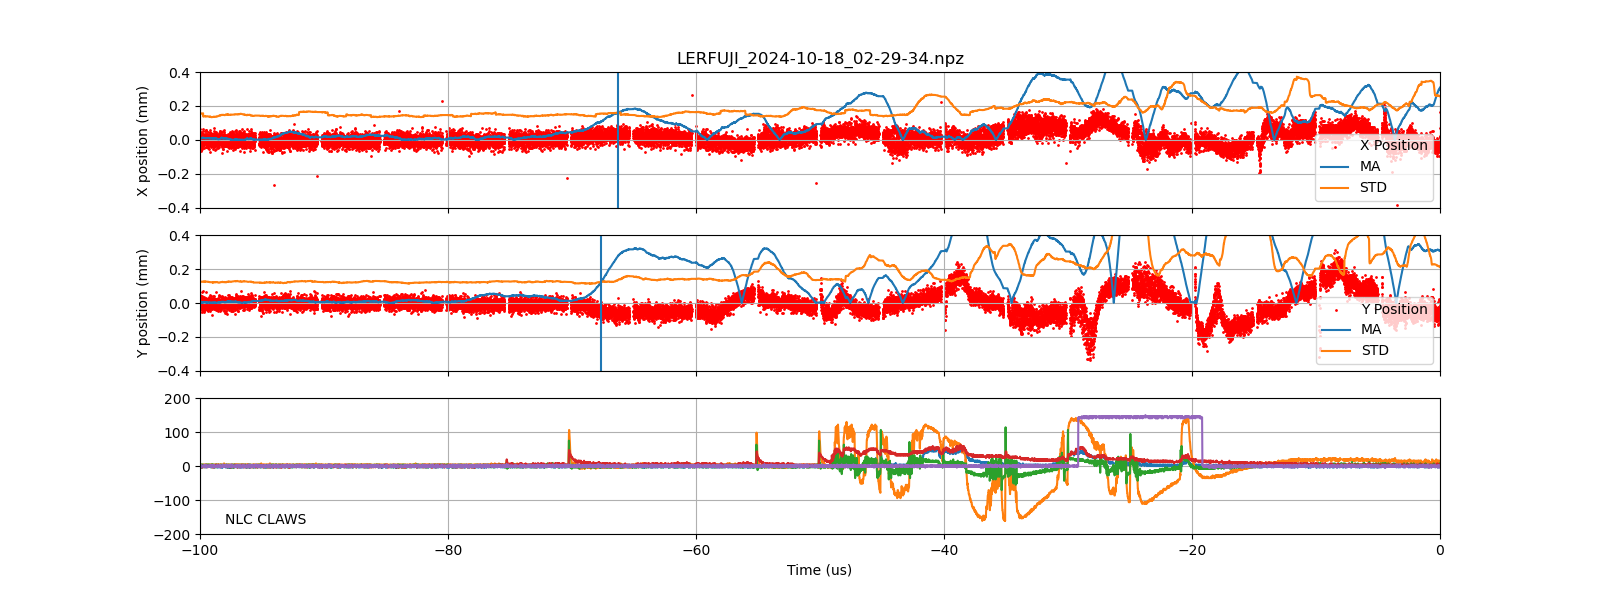 LERFUJI_2024-10-18_02-29-34.npz
0.4
0.2
0.0
−0.2
−0.4
X position (mm)
X Position
MA
STD
0.4
0.2
0.0
−0.2
−0.4
Y position (mm)
Y Position
MA
STD
200
100
0
−100
−200
NLC CLAWS
−100 −80 −60 −40 −20 0
Time (us)